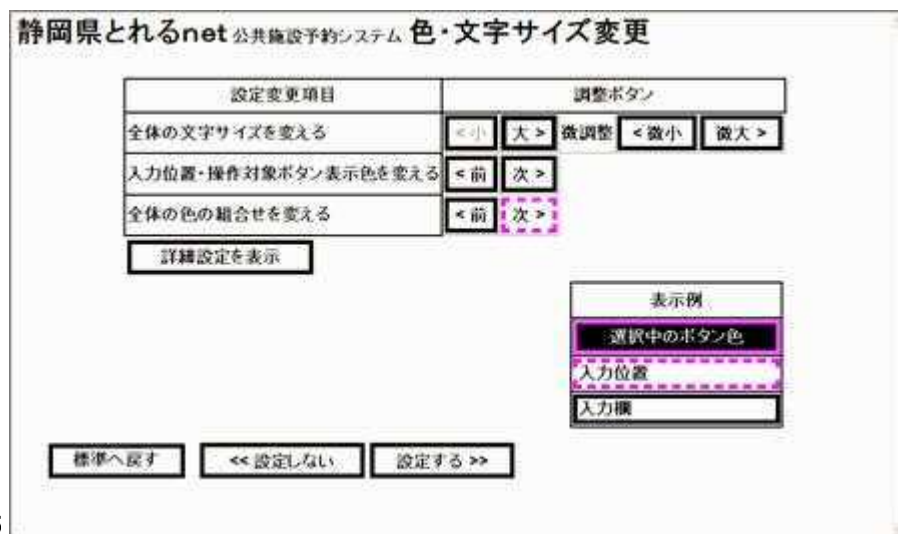 静岡県とれるnet 公共施設予約システム 色・文字サイズ変更
設定変更項目 調整ボタン
全体の文字サイズを変える <小 大> 微調整 <微小 微大>
入力位置・操作対象ボタン表示色を変える <前 次>
全体の色の組合せを変える <前 次>
詳細設定を表示
表示例
選択中のボタン色
入力位置
入力欄
標準へ戻す << 設定しない 設定する >>